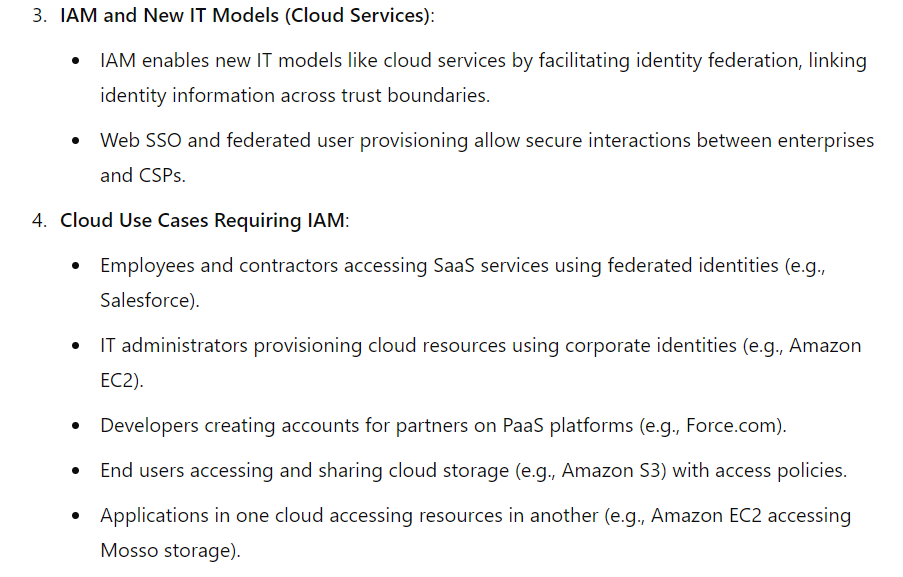 3. IAM and New IT Models (Cloud Services):
• IAM enables new IT models like cloud services by facilitating identity federation, linking
identity information across trust boundaries.
• Web SSO and federated user provisioning allow secure interactions between enterprises
and CSPs.
4. Cloud Use Cases Requiring IAM:
• Employees and contractors accessing SaaS services using federated identities (e.g.,
Salesforce).
• IT administrators provisioning cloud resources using corporate identities (e.g., Amazon
EC2).
• Developers creating accounts for partners on PaaS platforms (e.g., Force.com).
• End users accessing and sharing cloud storage (e.g., Amazon S3) with access policies.
• Applications in one cloud accessing resources in another (e.g., Amazon EC2 accessing
Mosso storage).